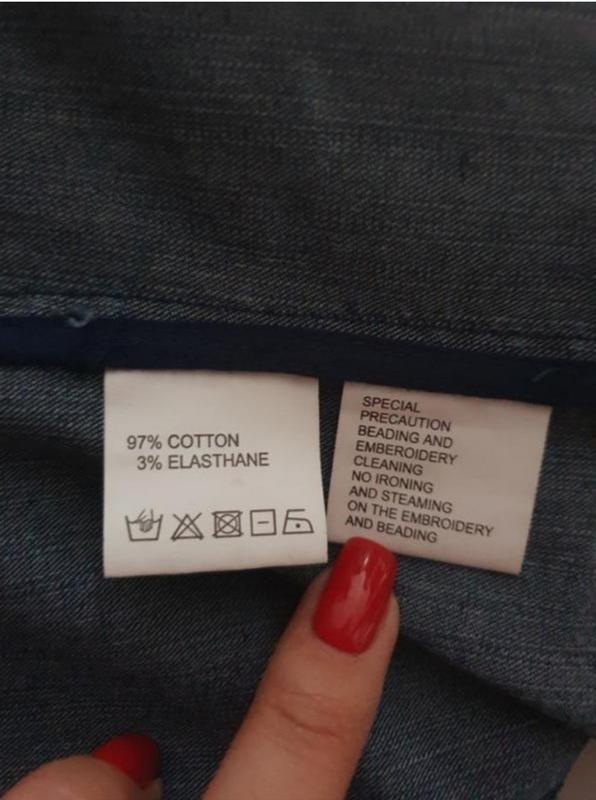 97% COTTON
3% ELASTHANE
SPECIAL
PRECAUTION
BEADING AND
EMBEROIDERY
CLEANING
NO IRONING
AND STEAMING
ON THE EMBROIDERY
AND BEADING